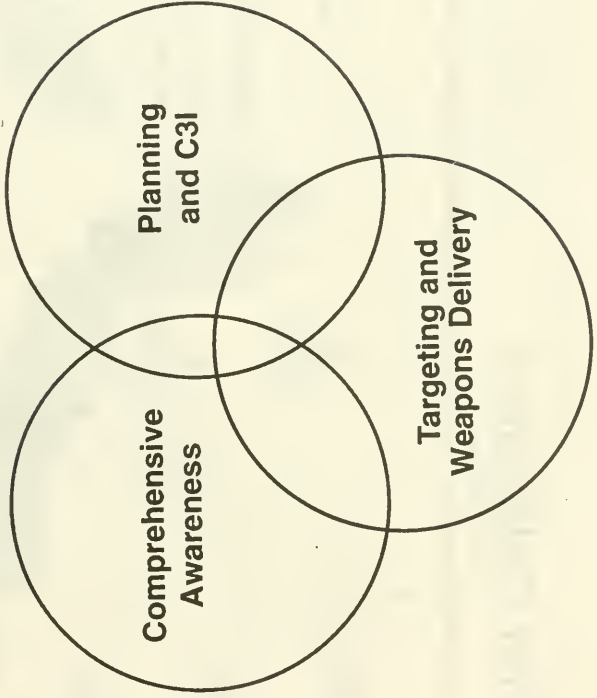 Comprehensive
Awareness
Planning
and C3I
Targeting and
Weapons Delivery